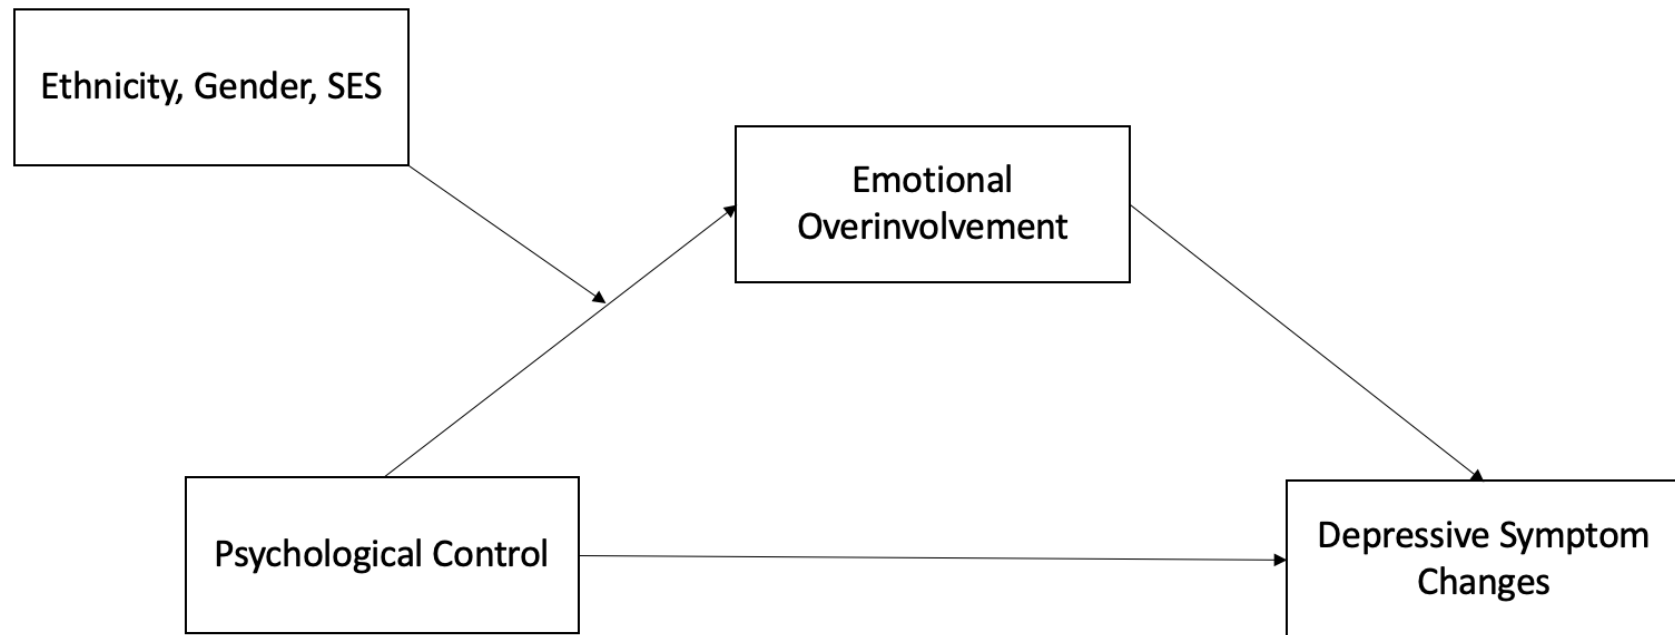 Ethnicity, Gender, SES
Emotional
Overinvolvement
Psychological Control
Depressive Symptom
Changes